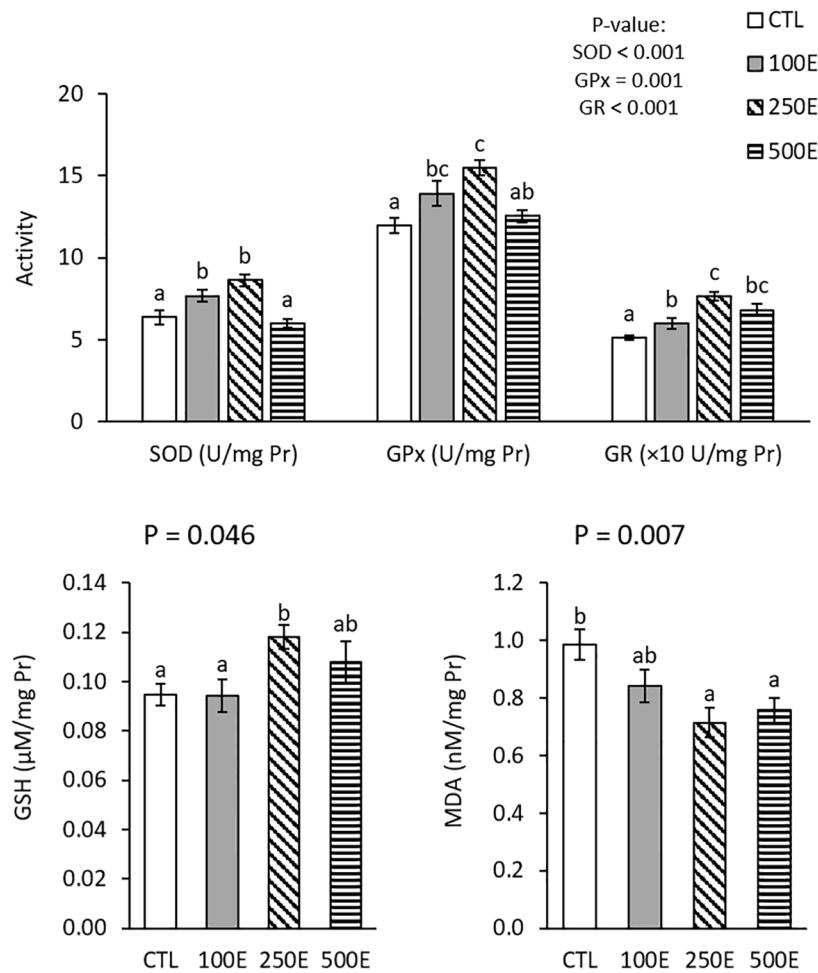 P-value:
SOD < 0.001
GPx = 0.001
GR < 0.001
CTL
100E
250E
500E
Activity
20
15
10
5
0
a
b
b
a
a
bc
c
ab
a
b
c
bc
SOD (U/mg Pr)
GPx (U/mg Pr)
GR (×10 U/mg Pr)
P = 0.046
GSH (µM/mg Pr)
0.14
0.12
0.10
0.08
0.06
0.04
0.02
0.00
a
a
b
ab
CTL
100E
250E
500E
P = 0.007
MDA (nM/mg Pr)
1.2
1.0
0.8
0.6
0.4
0.2
0.0
b
ab
a
a
CTL
100E
250E
500E